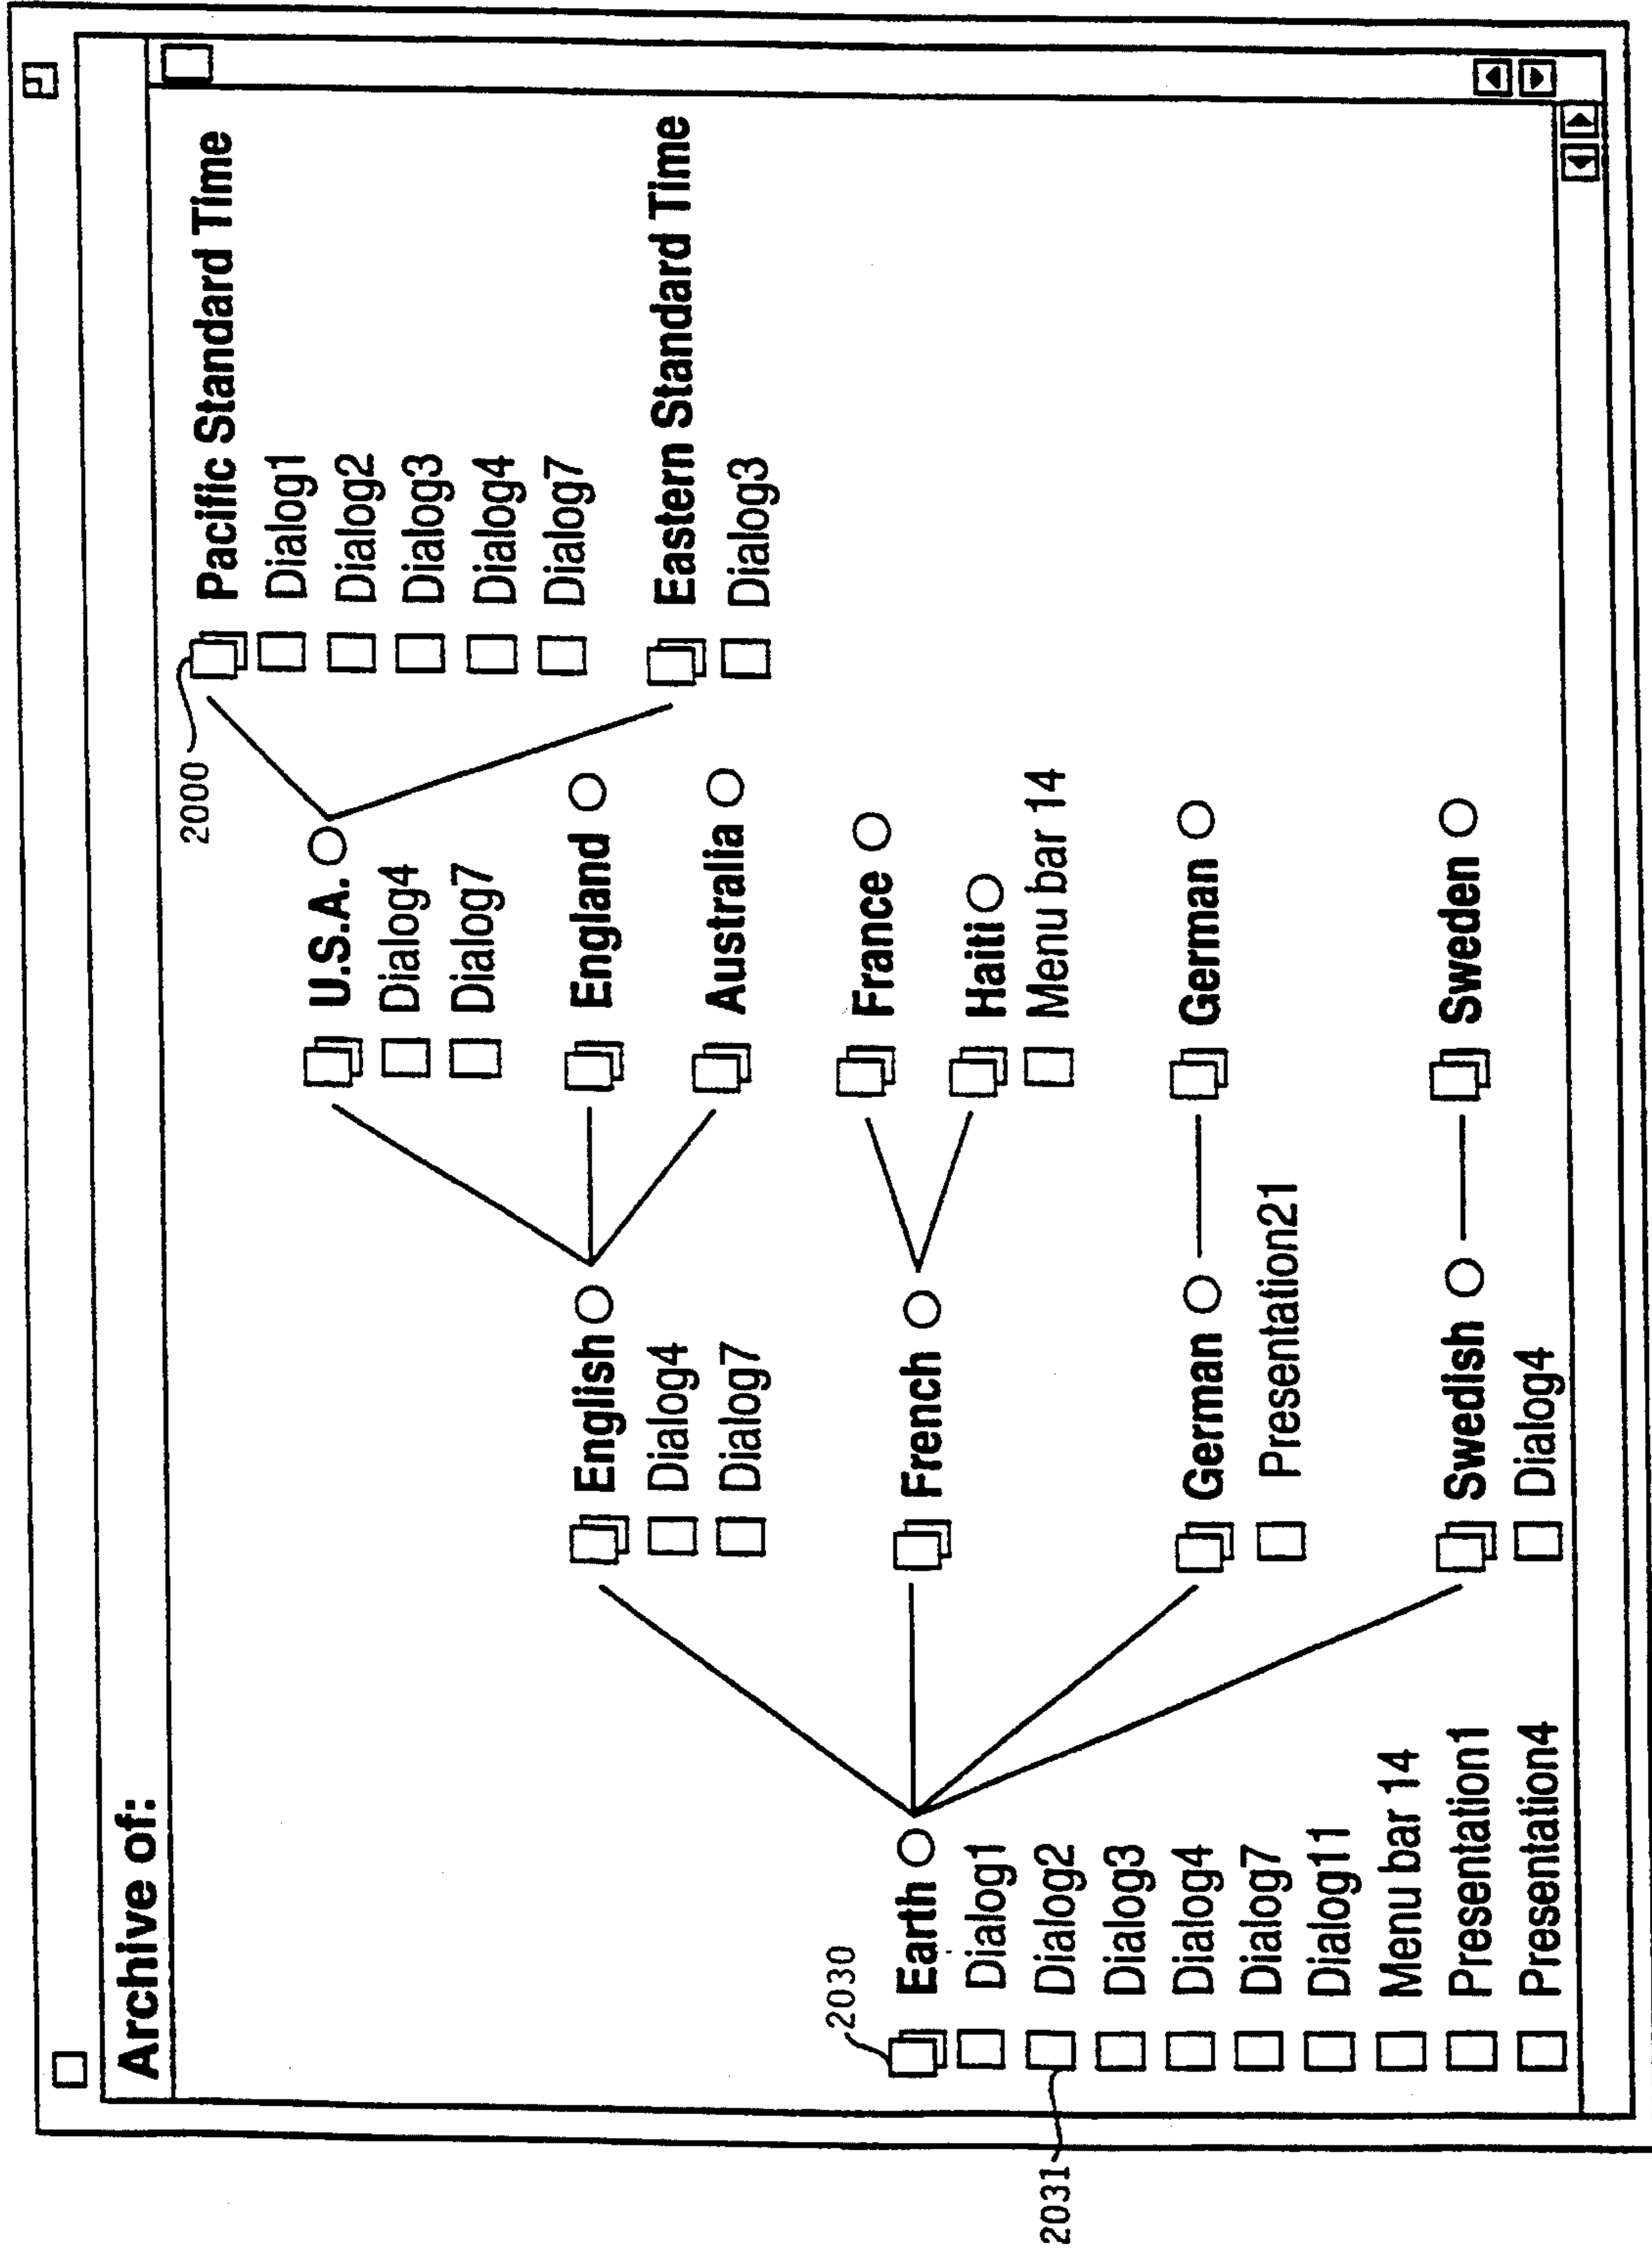 Archive of:
2030
Earth
Dialog1
Dialog2
2031
Dialog3
Dialog4
Dialog7
Dialog11
Menu bar 14
Presentation1
Presentation4
English
Dialog4
Dialog7
French
German
Presentation21
Swedish
Dialog4
U.S.A.
Dialog4
Dialog7
England
Australia
France
Haiti
Menu bar 14
German
Sweden
2000
Pacific Standard Time
Dialog1
Dialog2
Dialog3
Dialog4
Dialog7
Eastern Standard Time
Dialog3